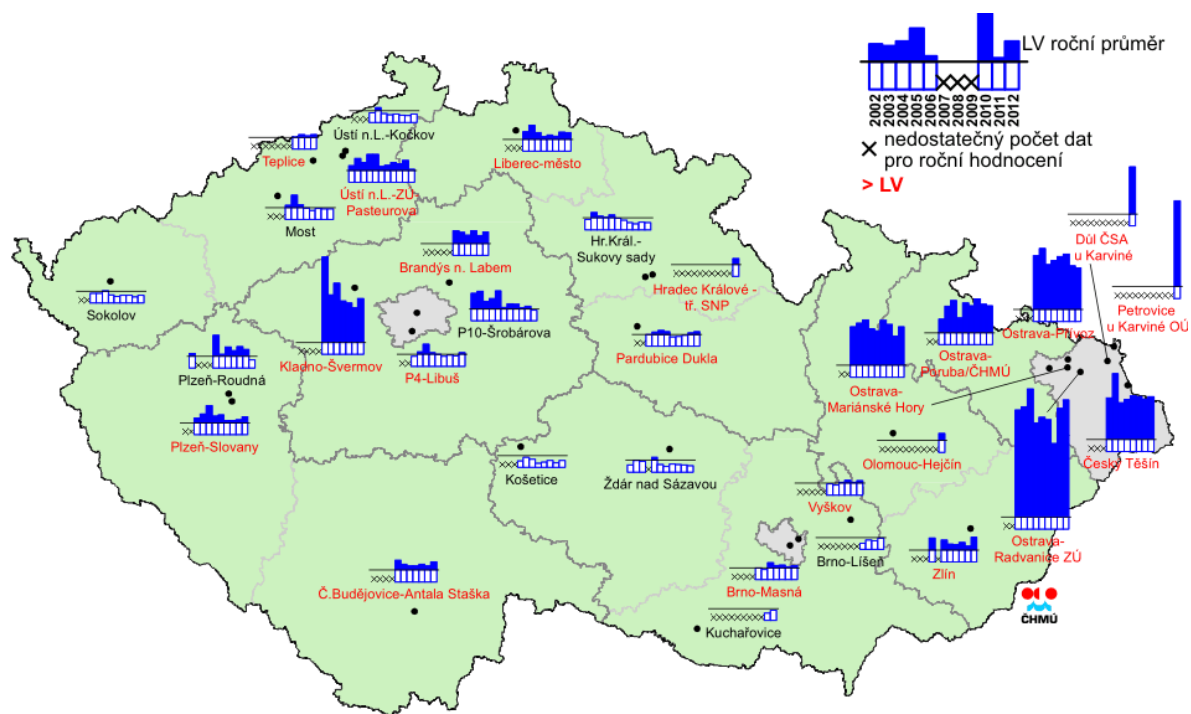 LV roční průměr
2002
2003
2004
2005
2006
2007
2008
2009
2010
2011
2012
nedostatečný počet dat
pro roční hodnocení
> LV
Ústí n.L.-Kočkov
Teplice
Liberec-město
Ústí n.L.-ZÚ
Pasteurova
Most
Hr.Král.-
Sukovy sady
Důl ČSA
u Karviné
Brandýs n. Labem
Hradec Králové -
tř. SNP
Petrovice
u Karviné OÚ
Sokolov
P10-Šrobárova
Ostrava-Přívoz
Pardubice Dukla
Ostrava-
Poruba/ČHMÚ
Kladno-Švermov
P4-Libuš
Plzeň-Roudná
Ostrava-
Mariánské Hory
Plzeň-Slovany
Olomouc-Hejčín
Český Těšín
Košetice
Ždár nad Sázavou
Vyškov
Ostrava-
Radvanice ZÚ
Brno-Líšeň
Zlín
Č.Budějovice-Antala Staška
Brno-Masná
ČHMÚ
Kuchařovice